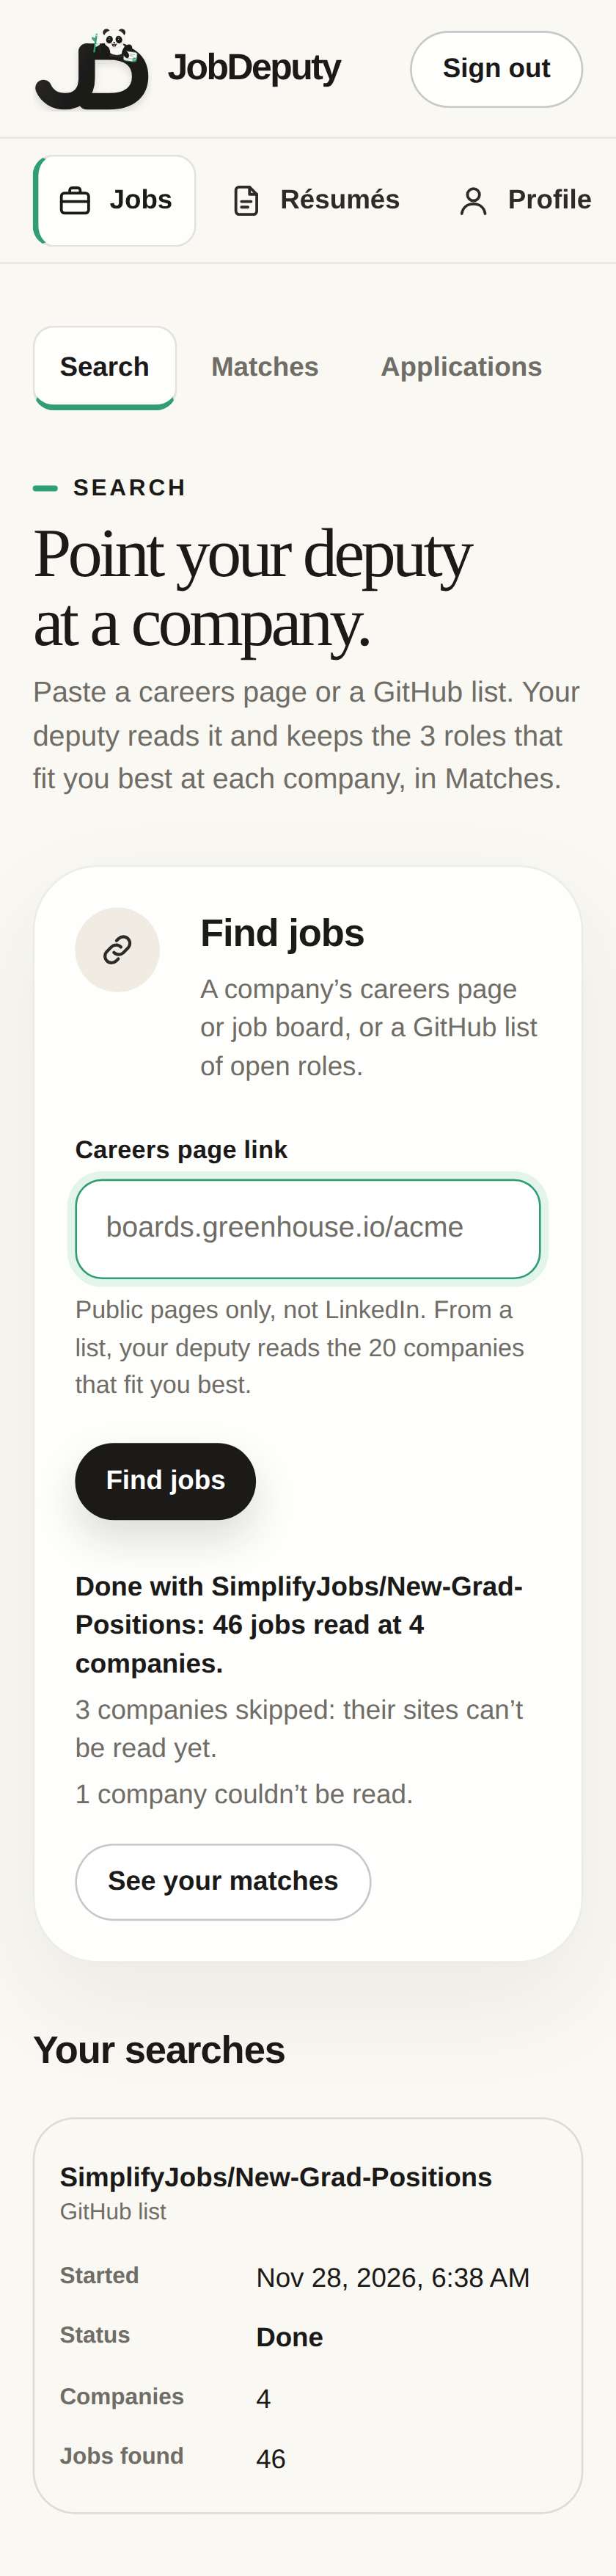 JobDeputy
Sign out
Jobs
Résumés
Profile
Search
Matches
Applications
SEARCH
Point your deputy
at a company.
Paste a careers page or a GitHub list. Your
deputy reads it and keeps the 3 roles that
fit you best at each company, in Matches.
Find jobs
A company’s careers page
or job board, or a GitHub list
of open roles.
Careers page link
boards.greenhouse.io/acme
Public pages only, not LinkedIn. From a
list, your deputy reads the 20 companies
that fit you best.
Find jobs
Done with SimplifyJobs/New-Grad-
Positions: 46 jobs read at 4
companies.
3 companies skipped: their sites can’t
be read yet.
1 company couldn’t be read.
See your matches
Your searches
SimplifyJobs/New-Grad-Positions
GitHub list
Started Nov 28, 2026, 6:38 AM
Status Done
Companies 4
Jobs found 46